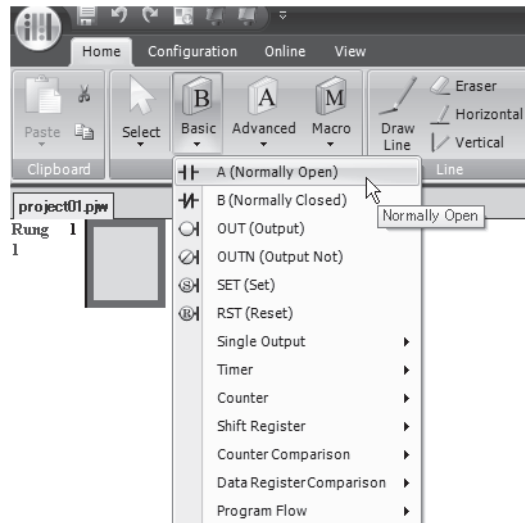 Home Configuration Online View
Paste
Select
B
Basic
A
Advanced
M
Macro
Draw
Line
Eraser
Horizontal
Vertical
Clipboard
Line
project01.pjw
Rung 1
1
A (Normally Open)
Normally Open
B (Normally Closed)
OUT (Output)
OUTN (Output Not)
S SET (Set)
R RST (Reset)
Single Output
Timer
Counter
Shift Register
Counter Comparison
Data Register Comparison
Program Flow